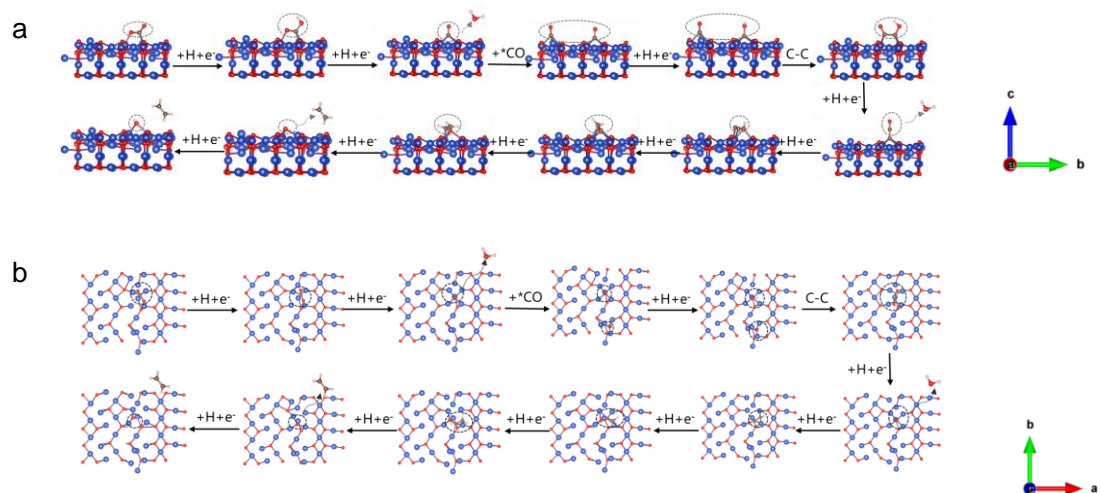 a
+H+e- +H+e- +*CO +H+e- C-C
+H+e-
+H+e- +H+e- +H+e- +H+e- +H+e-
c
a b
b
+H+e- +H+e- +*CO +H+e- C-C
+H+e-
+H+e- +H+e- +H+e- +H+e- +H+e-
b
c a